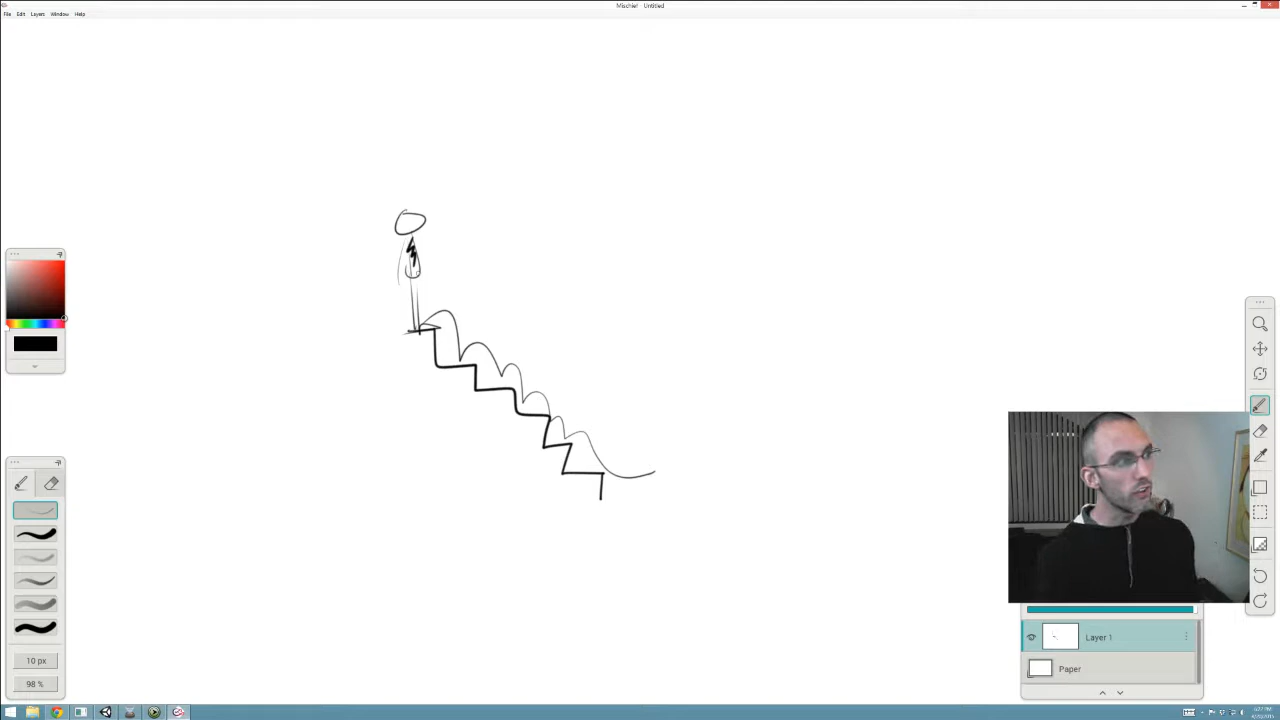 Mischief - Untitled
File Edit Layers Window Help
10 px
98 %
Layer 1
Paper